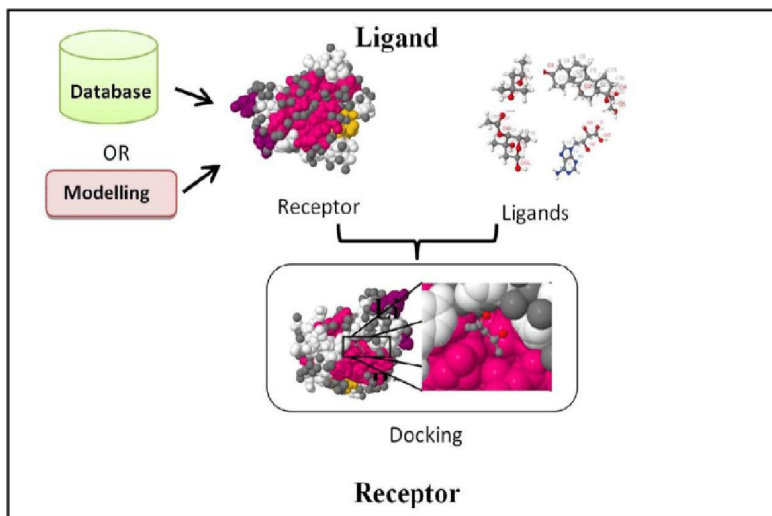 Ligand
Database
OR
Modelling
Receptor
Ligands
Docking
Receptor